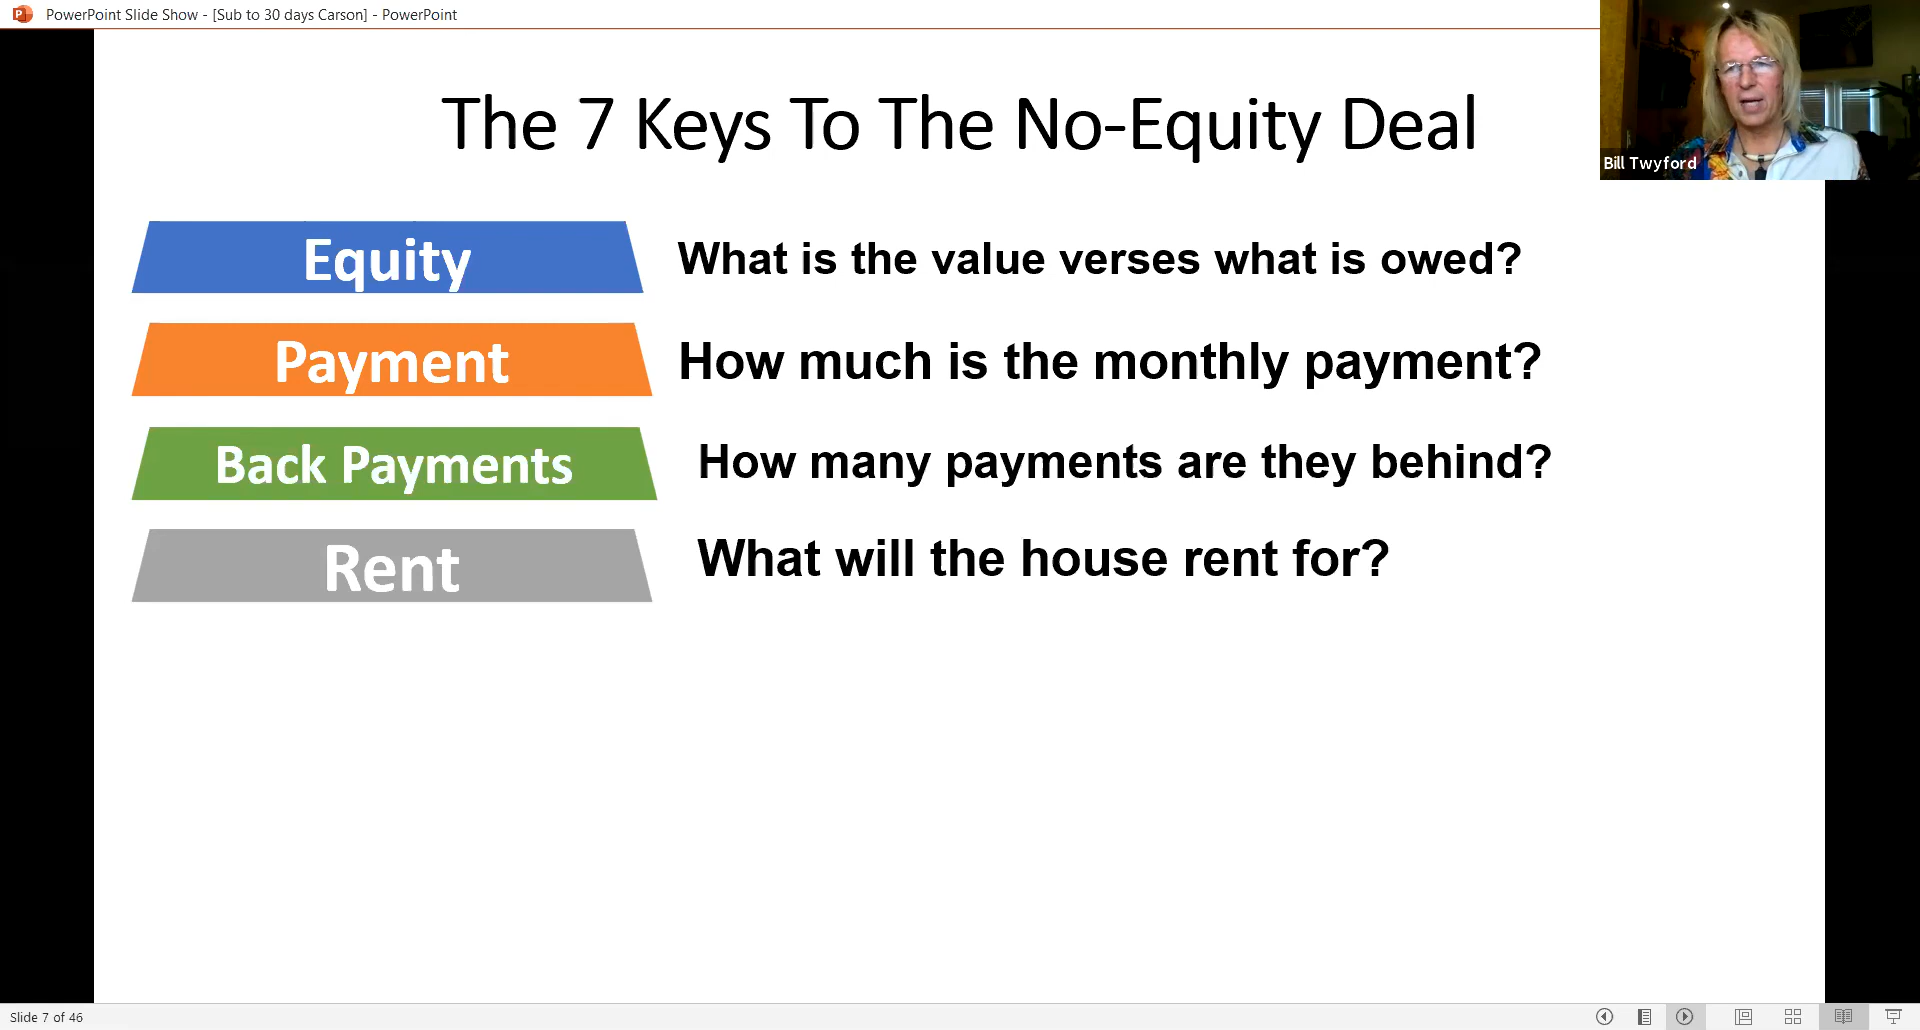 PowerPoint Slide Show - [Sub to 30 days Carson] - PowerPoint
The 7 Keys To The No-Equity Deal
Bill Twyford
Equity What is the value verses what is owed?
Payment How much is the monthly payment?
Back Payments How many payments are they behind?
Rent What will the house rent for?
Slide 7 of 46